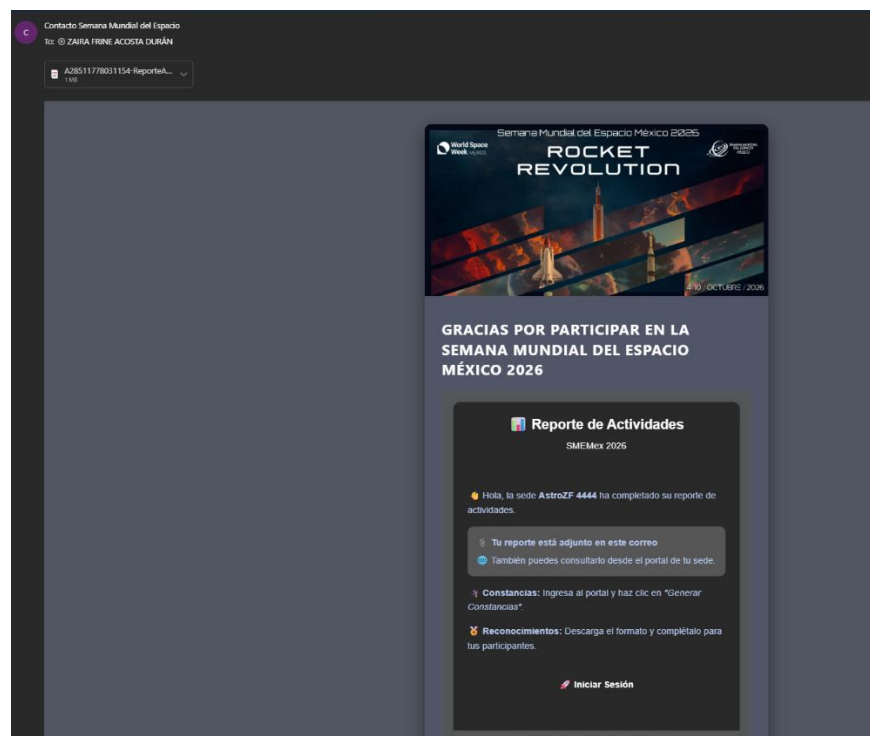 C
Contacto Semana Mundial del Espacio
To: ZAIRA FRINE ACOSTA DURÁN
A28511778031154-ReporteA...
1 MB
Semana Mundial del Espacio México 2026
World Space
Week MÉXICO
ROCKET
REVOLUTION
4-10 / OCTUBRE / 2026
GRACIAS POR PARTICIPAR EN LA
SEMANA MUNDIAL DEL ESPACIO
MÉXICO 2026
Reporte de Actividades
SMEMex 2026
Hola, la sede AstroZF 4444 ha completado su reporte de
actividades.
Tu reporte está adjunto en este correo
También puedes consultarlo desde el portal de tu sede.
Constancias: Ingresa al portal y haz clic en "Generar
Constancias".
Reconocimientos: Descarga el formato y complétalo para
tus participantes.
Iniciar Sesión